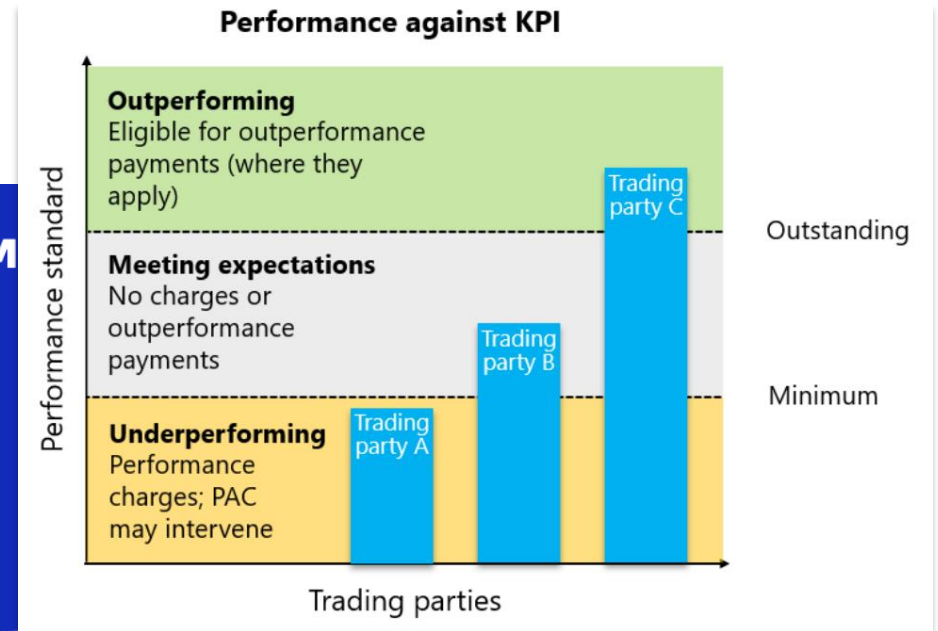 Performance against KPI
Performance standard
Outperforming
Eligible for outperformance
payments (where they
apply)
Trading
party C
Outstanding
Meeting expectations
No charges or
outperformance
payments
Trading
party B
Minimum
Underperforming
Performance
charges; PAC
may intervene
Trading
party A
Trading parties